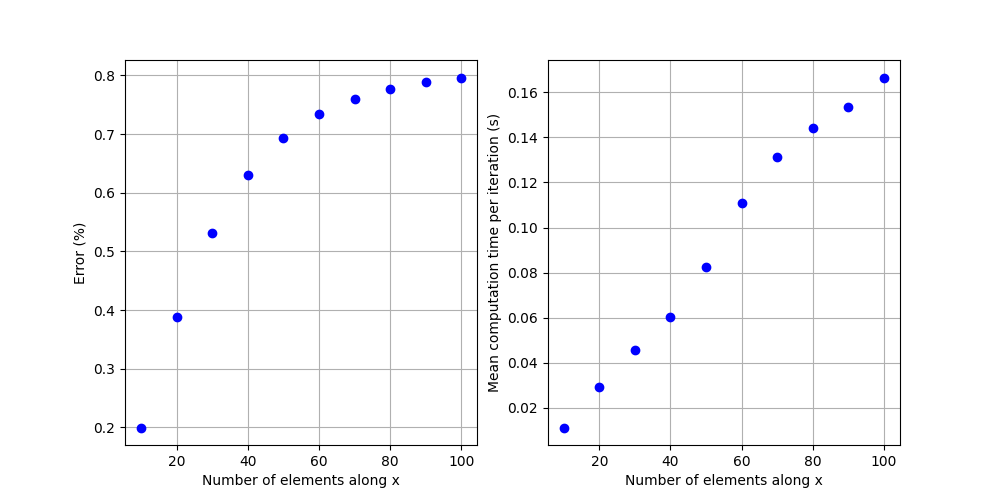 Error (%)
0.8
0.7
0.6
0.5
0.4
0.3
0.2
20 40 60 80 100
Number of elements along x
Mean computation time per iteration (s)
0.16
0.14
0.12
0.10
0.08
0.06
0.04
0.02
20 40 60 80 100
Number of elements along x